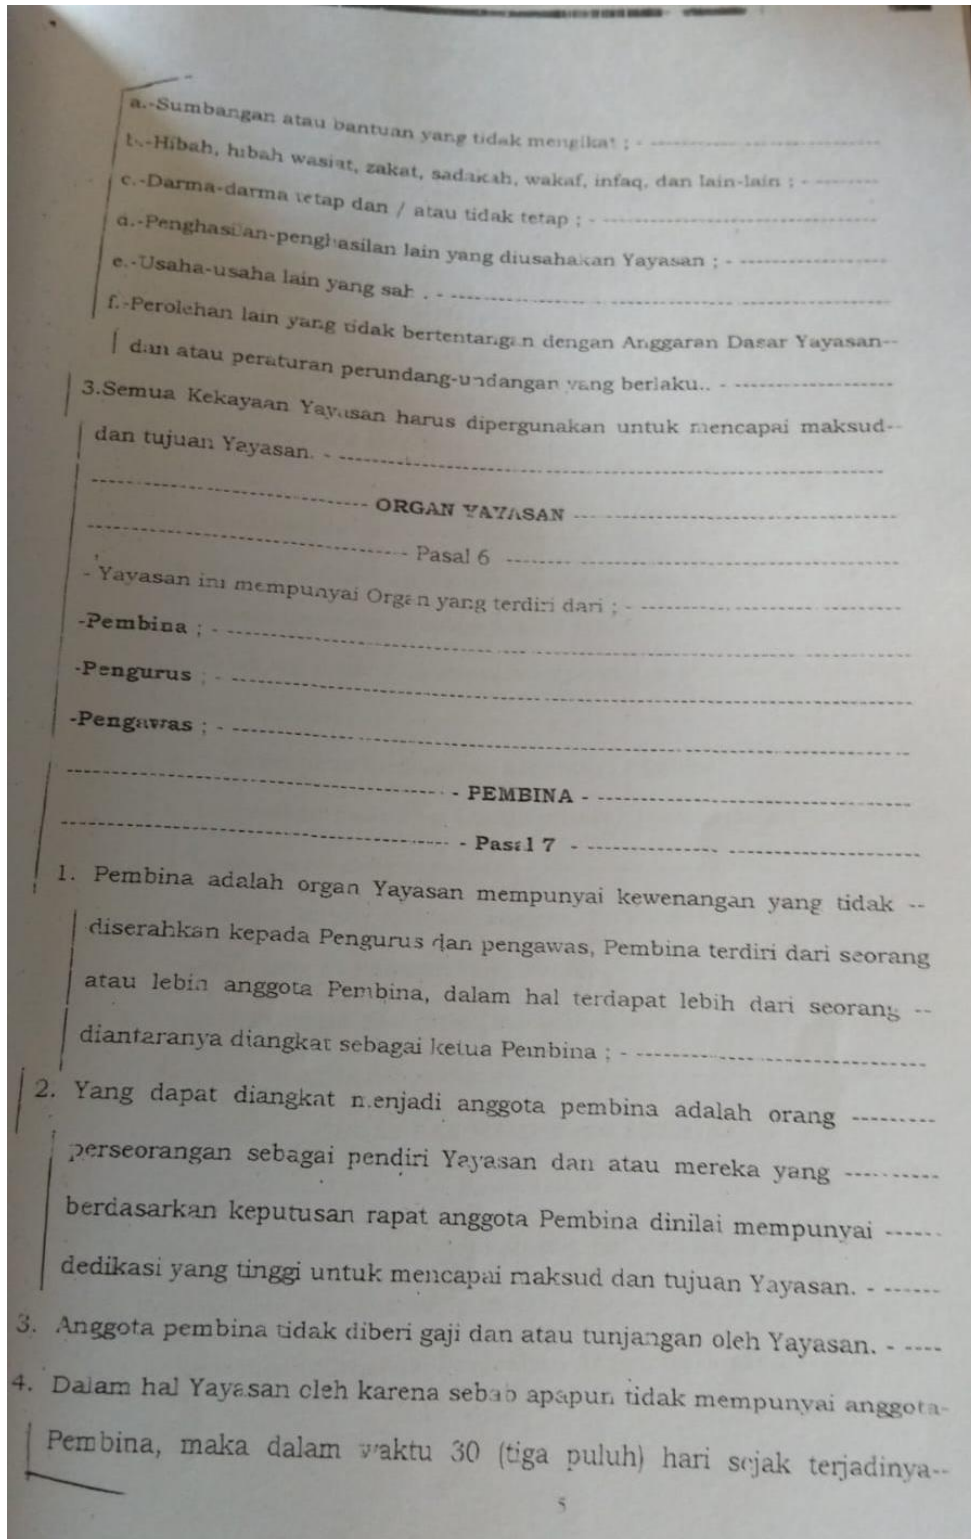 a.-Sumbangan atau bantuan yang tidak mengikat ; - --------------------
b.-Hibah, hibah wasiat, zakat, sadakah, wakaf, infaq, dan lain-lain ; - --------
c.-Darma-darma tetap dan / atau tidak tetap ; - ------------------------
d.-Penghasilan-penghasilan lain yang diusahakan Yayasan ; - ---------------
e.-Usaha-usaha lain yang sah . - --------------------------------
f.-Perolehan lain yang tidak bertentangan dengan Anggaran Dasar Yayasan--
dan atau peraturan perundang-undangan yang berlaku.. - ----------------
3.Semua Kekayaan Yayasan harus dipergunakan untuk mencapai maksud--
dan tujuan Yayasan. - ----------------------------------------
-------------------------- ORGAN YAYASAN ----------------------------
------------------------------ Pasal 6 ----------------------------------
- Yayasan ini mempunyai Organ yang terdiri dari ; - ----------------------
-Pembina ; - ------------------------------------------------
-Pengurus ; - ------------------------------------------------
-Pengawas ; - ------------------------------------------------
---------------------------------- - PEMBINA - ----------------------------
---------------------------------- - Pasal 7 - ----------------------------
1. Pembina adalah organ Yayasan mempunyai kewenangan yang tidak --
diserahkan kepada Pengurus dan pengawas, Pembina terdiri dari seorang
atau lebih anggota Pembina, dalam hal terdapat lebih dari seorang --
diantaranya diangkat sebagai ketua Pembina ; - -------------------------
2. Yang dapat diangkat menjadi anggota pembina adalah orang ---------
perseorangan sebagai pendiri Yayasan dan atau mereka yang ----------
berdasarkan keputusan rapat anggota Pembina dinilai mempunyai ------
dedikasi yang tinggi untuk mencapai maksud dan tujuan Yayasan. - ------
3. Anggota pembina tidak diberi gaji dan atau tunjangan oleh Yayasan. - ----
4. Dalam hal Yayasan oleh karena sebab apapun tidak mempunyai anggota-
Pembina, maka dalam waktu 30 (tiga puluh) hari sejak terjadinya--
5